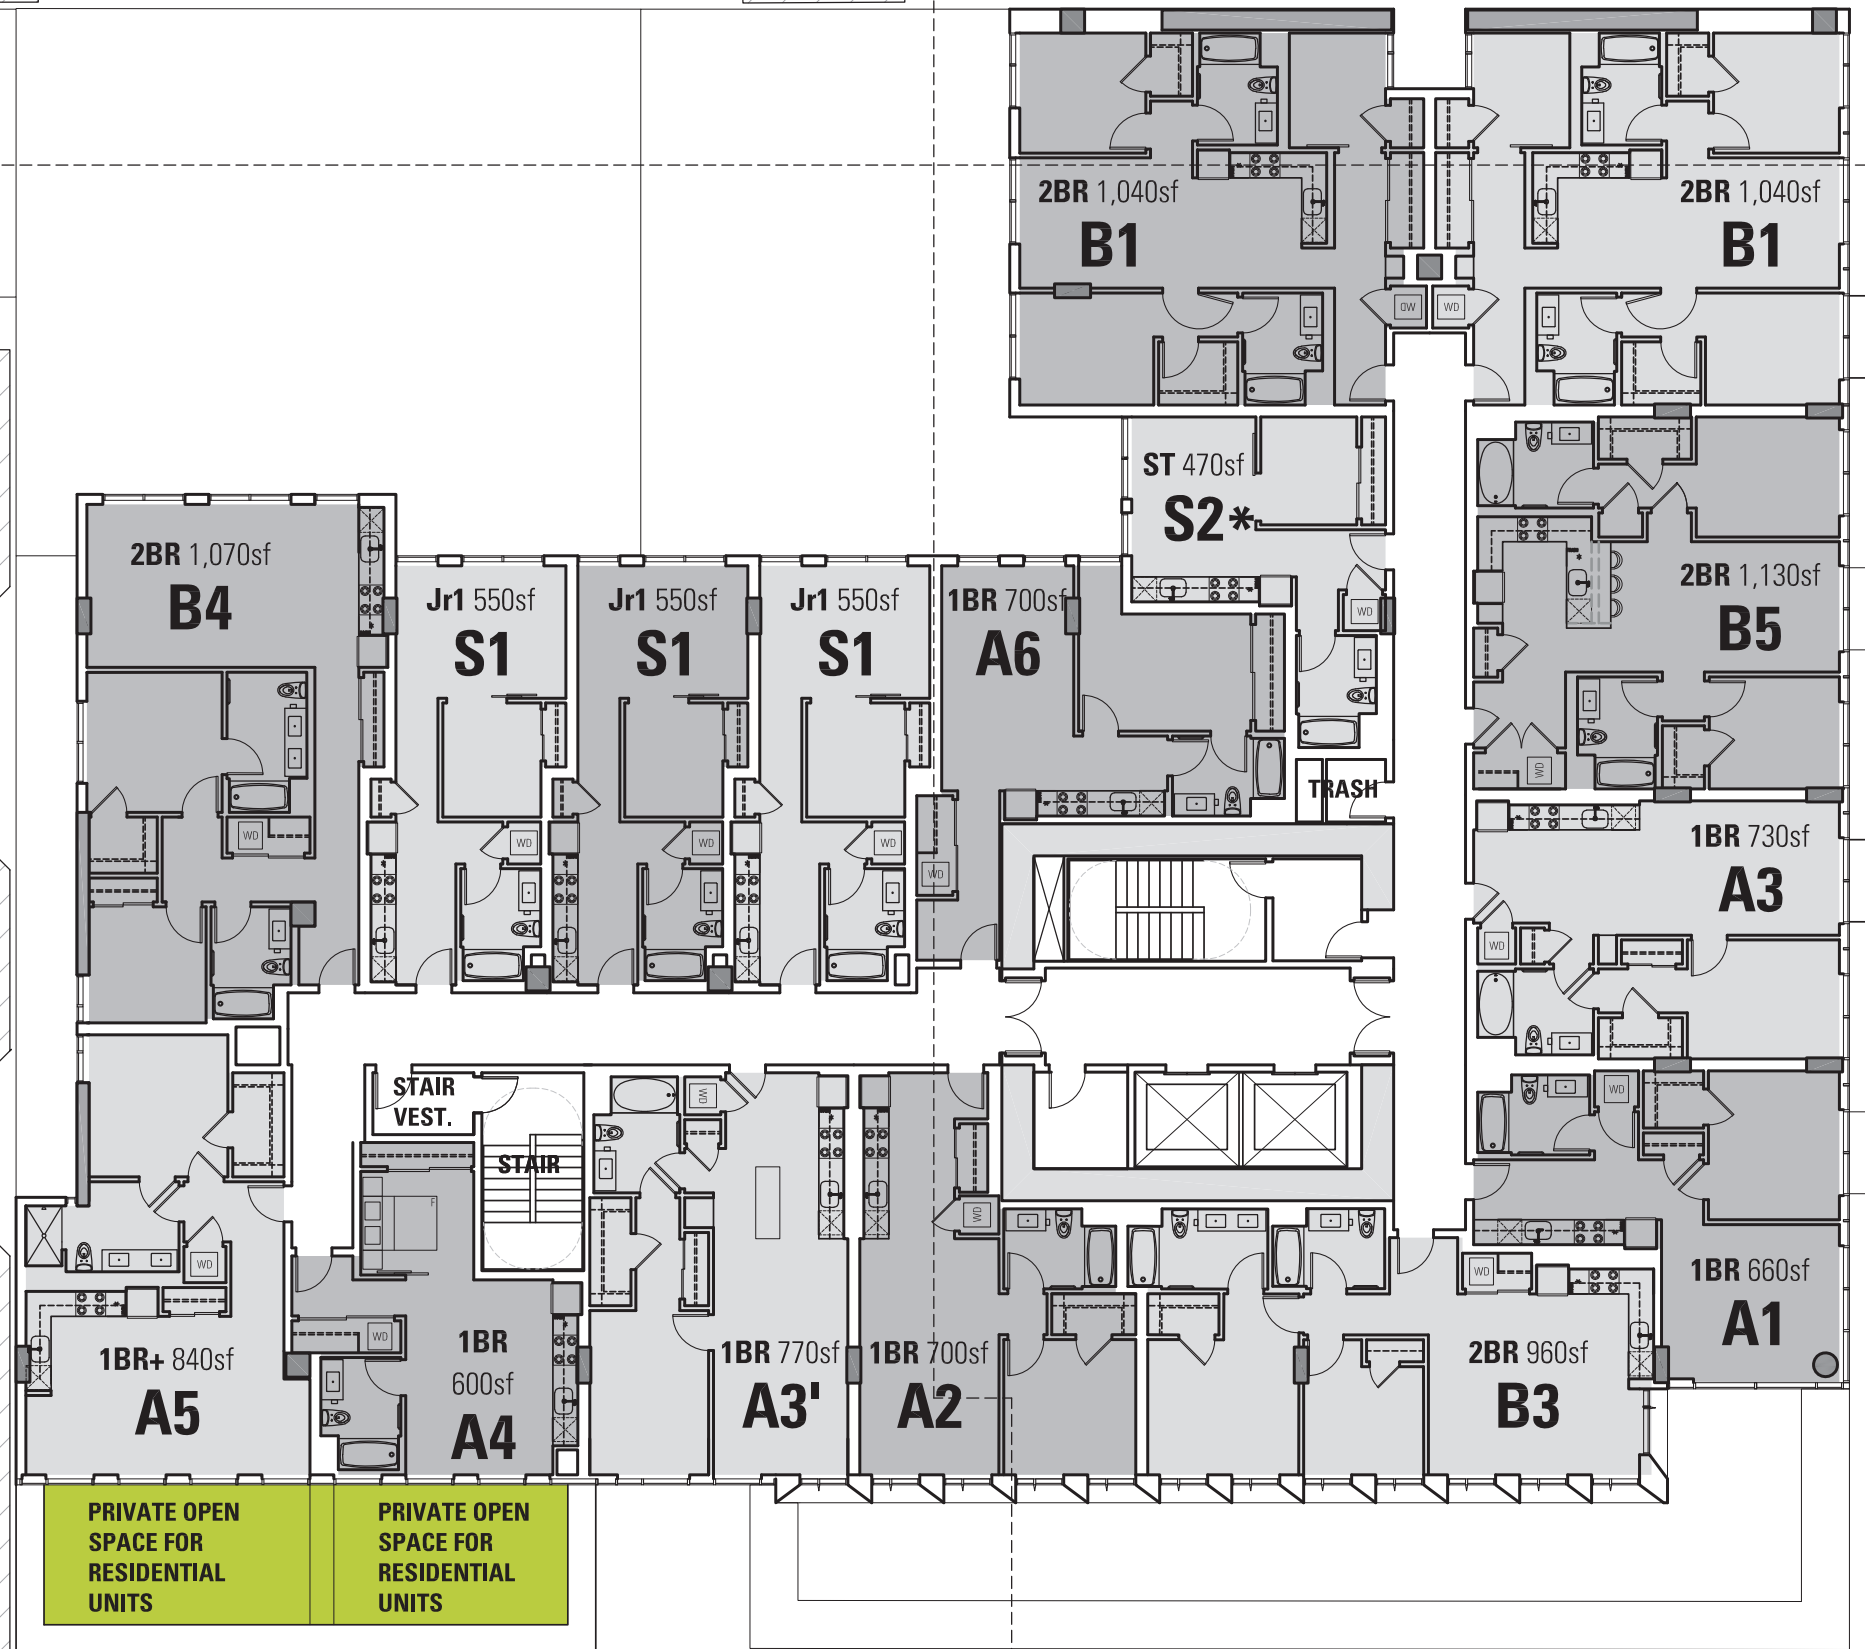 2BR 1,040sf
B1
2BR 1,040sf
B1
WD
WD
ST 470sf
S2*
WD
2BR 1,070sf
B4
WD
Jr1 550sf
S1
WD
Jr1 550sf
S1
WD
Jr1 550sf
S1
WD
1BR 700sf
A6
WD
2BR 1,130sf
B5
WD
TRASH
1BR 730sf
A3
WD
STAIR
VEST.
STAIR
WD
WD
WD
1BR 660sf
A1
WD
F
WD
WD
1BR+ 840sf
A5
1BR
600sf
A4
1BR 770sf
A3'
1BR 700sf
A2
2BR 960sf
B3
PRIVATE OPEN
SPACE FOR
RESIDENTIAL
UNITS
PRIVATE OPEN
SPACE FOR
RESIDENTIAL
UNITS